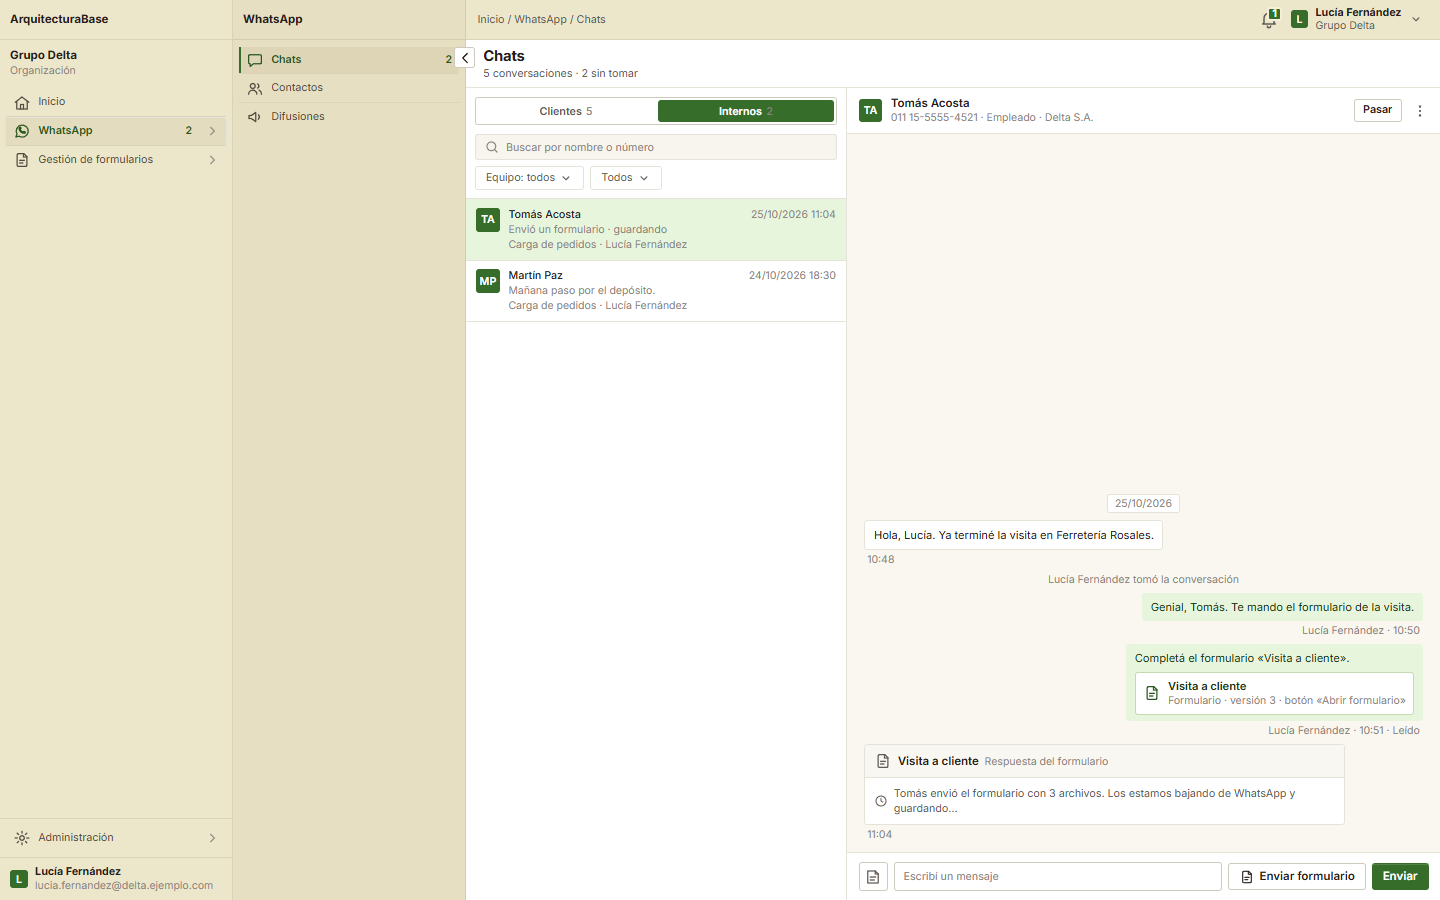 ArquitecturaBase
Grupo Delta
Organización
Inicio
WhatsApp 2
Gestión de formularios
Administración
L Lucía Fernández
lucia.fernandez@delta.ejemplo.com
WhatsApp
Chats 2
Contactos
Difusiones
Inicio / WhatsApp / Chats
1
L Lucía Fernández
Grupo Delta
Chats
5 conversaciones · 2 sin tomar
Clientes 5
Internos 2
Buscar por nombre o número
Equipo: todos
Todos
TA Tomás Acosta 25/10/2026 11:04
Envió un formulario · guardando
Carga de pedidos · Lucía Fernández
MP Martín Paz 24/10/2026 18:30
Mañana paso por el depósito.
Carga de pedidos · Lucía Fernández
TA Tomás Acosta
011 15-5555-4521 · Empleado · Delta S.A.
Pasar
25/10/2026
Hola, Lucía. Ya terminé la visita en Ferretería Rosales.
10:48
Lucía Fernández tomó la conversación
Genial, Tomás. Te mando el formulario de la visita.
Lucía Fernández · 10:50
Completá el formulario «Visita a cliente».
Visita a cliente
Formulario · versión 3 · botón «Abrir formulario»
Lucía Fernández · 10:51 · Leído
Visita a cliente Respuesta del formulario
Tomás envió el formulario con 3 archivos. Los estamos bajando de WhatsApp y
guardando…
11:04
Escribí un mensaje
Enviar formulario
Enviar